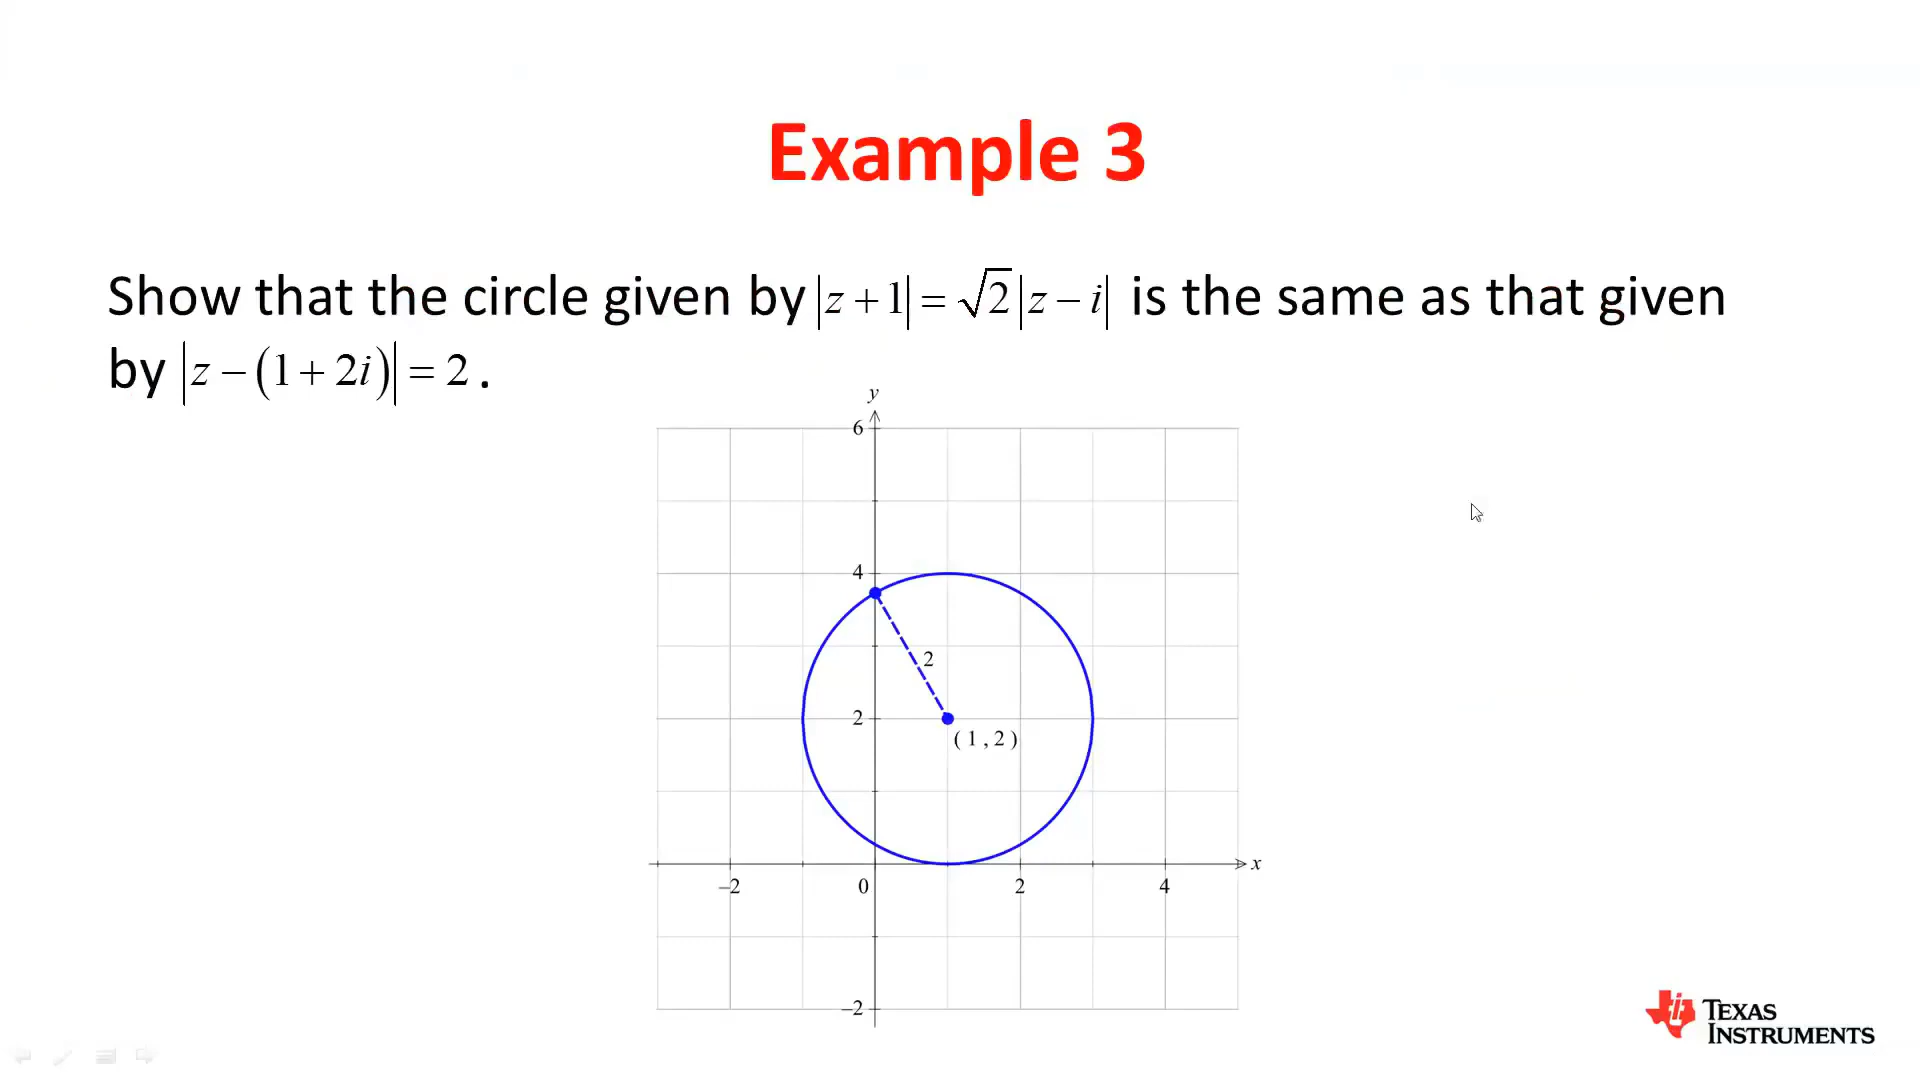 Example 3
Show that the circle given by |z + 1| = √2 |z − i| is the same as that given
by |z − (1 + 2i)| = 2 .
y
6
4
2
2
( 1 , 2 )
x
−2
0
2
4
−2
TEXAS
INSTRUMENTS